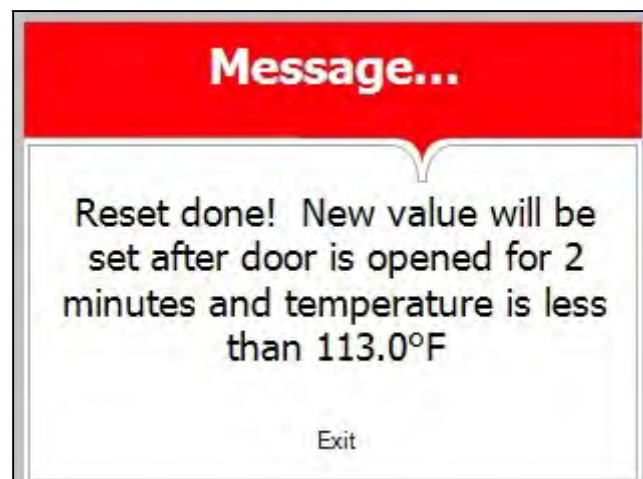 Message...
Reset done!  New value will be
set after door is opened for 2
minutes and temperature is less
than 113.0°F
Exit